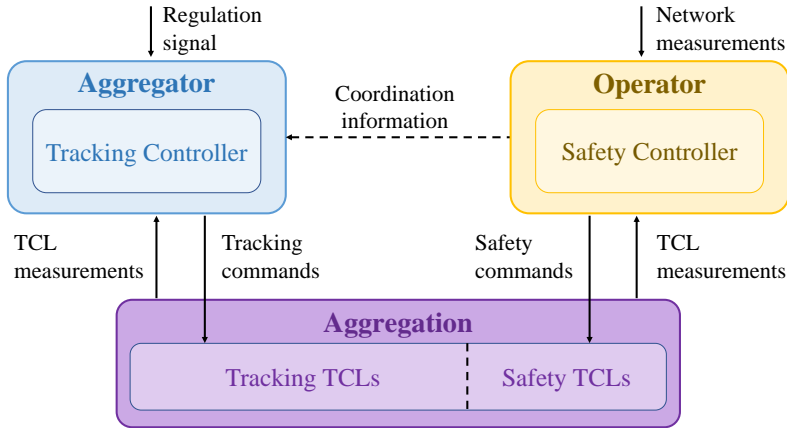 Regulation
signal
Network
measurements
Aggregator
Tracking Controller
Coordination
information
Operator
Safety Controller
TCL
measurements
Tracking
commands
Safety
commands
TCL
measurements
Aggregation
Tracking TCLs
Safety TCLs